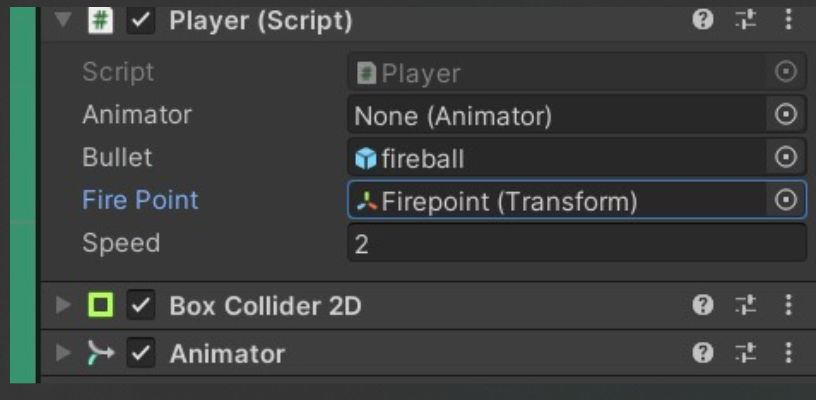 Player (Script)
Script Player
Animator None (Animator)
Bullet fireball
Fire Point Firepoint (Transform)
Speed 2
Box Collider 2D
Animator